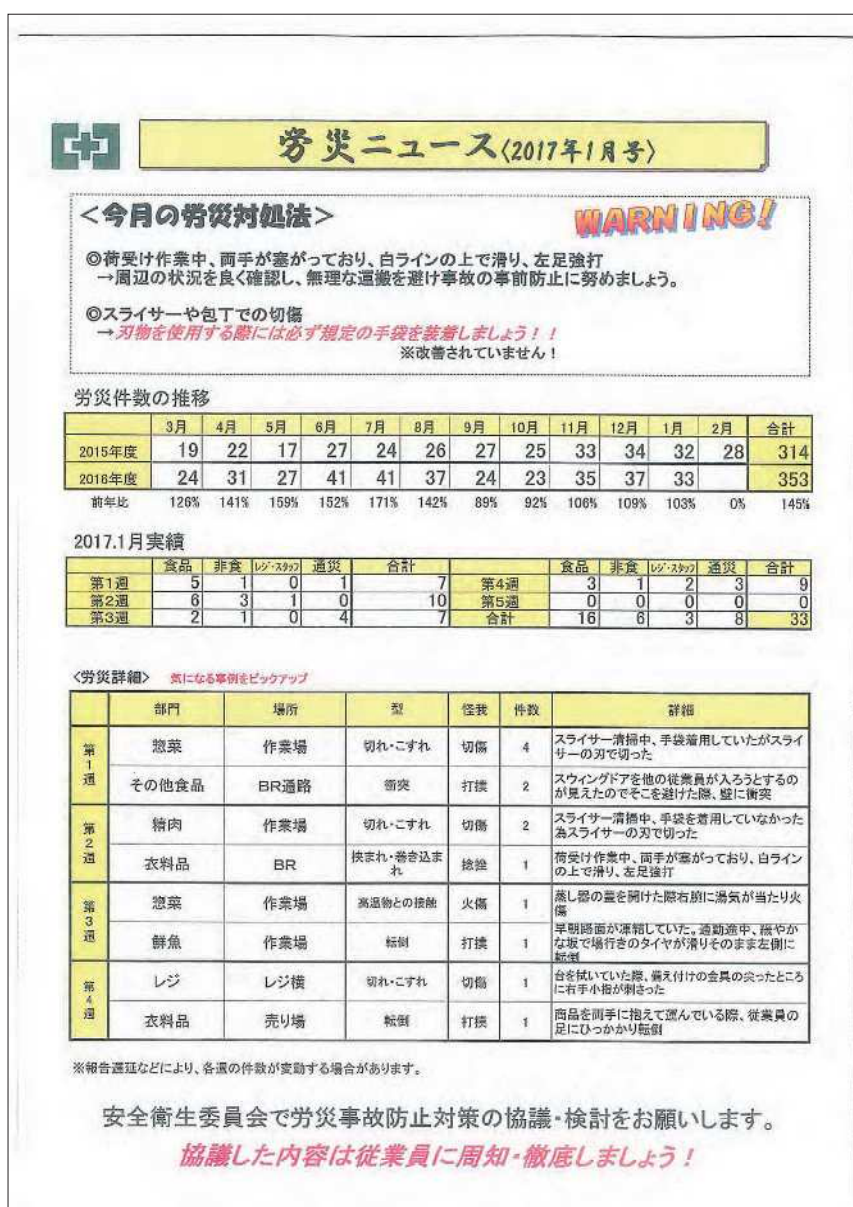 労災ニュース〈2017年1月号〉
<今月の労災対処法>
WARNING!
◎荷受け作業中、両手が塞がっており、白ラインの上で滑り、左足強打
→周辺の状況を良く確認し、無理な運搬を避け事故の事前防止に努めましょう。
◎スライサーや包丁での切傷
→刃物を使用する際には必ず規定の手袋を装着しましょう!!
※改善されていません!
労災件数の推移
3月 4月 5月 6月 7月 8月 9月 10月 11月 12月 1月 2月 合計
2015年度 19 22 17 27 24 26 27 25 33 34 32 28 314
2016年度 24 31 27 41 41 37 24 23 35 37 33 353
前年比 126% 141% 159% 152% 171% 142% 89% 92% 106% 109% 103% 0% 145%
2017.1月実績
食品 非食 レジ・スタッフ 通災 合計 食品 非食 レジ・スタッフ 通災 合計
第1週 5 1 0 1 7 第4週 3 1 2 3 9
第2週 6 3 1 0 10 第5週 0 0 0 0 0
第3週 2 1 0 4 7 合計 16 6 3 8 33
<労災詳細> 気になる事例をピックアップ
部門 場所 型 怪我 件数 詳細
第1週
惣菜 作業場 切れ・こすれ 切傷 4 スライサー清掃中、手袋着用していたがスライ
サーの刃で切った
その他食品 BR通路 衝突 打撲 2 スウィングドアを他の従業員が入ろうとするの
が見えたのでそこを避けた際、壁に衝突
第2週
精肉 作業場 切れ・こすれ 切傷 2 スライサー清掃中、手袋を着用していなかった
為スライサーの刃で切った
衣料品 BR 挟まれ・巻き込まれ 捻挫 1 荷受け作業中、両手が塞がっており、白ライン
の上で滑り、左足強打
第3週
惣菜 作業場 高温物との接触 火傷 1 蒸し器の蓋を開けた際右腕に湯気が当たり火
傷
鮮魚 作業場 転倒 打撲 1 早朝路面が凍結していた。通勤途中、緩やか
な坂で場行きのタイヤが滑りそのまま左側に
転倒
第4週
レジ レジ横 切れ・こすれ 切傷 1 台を拭いていた際、備え付けの金具の尖ったところ
に右手小指が刺さった
衣料品 売り場 転倒 打撲 1 商品を両手に抱えて運んでいる際、従業員の
足にひっかかり転倒
※報告遅延などにより、各週の件数が変動する場合があります。
安全衛生委員会で労災事故防止対策の協議・検討をお願いします。
協議した内容は従業員に周知・徹底しましょう!